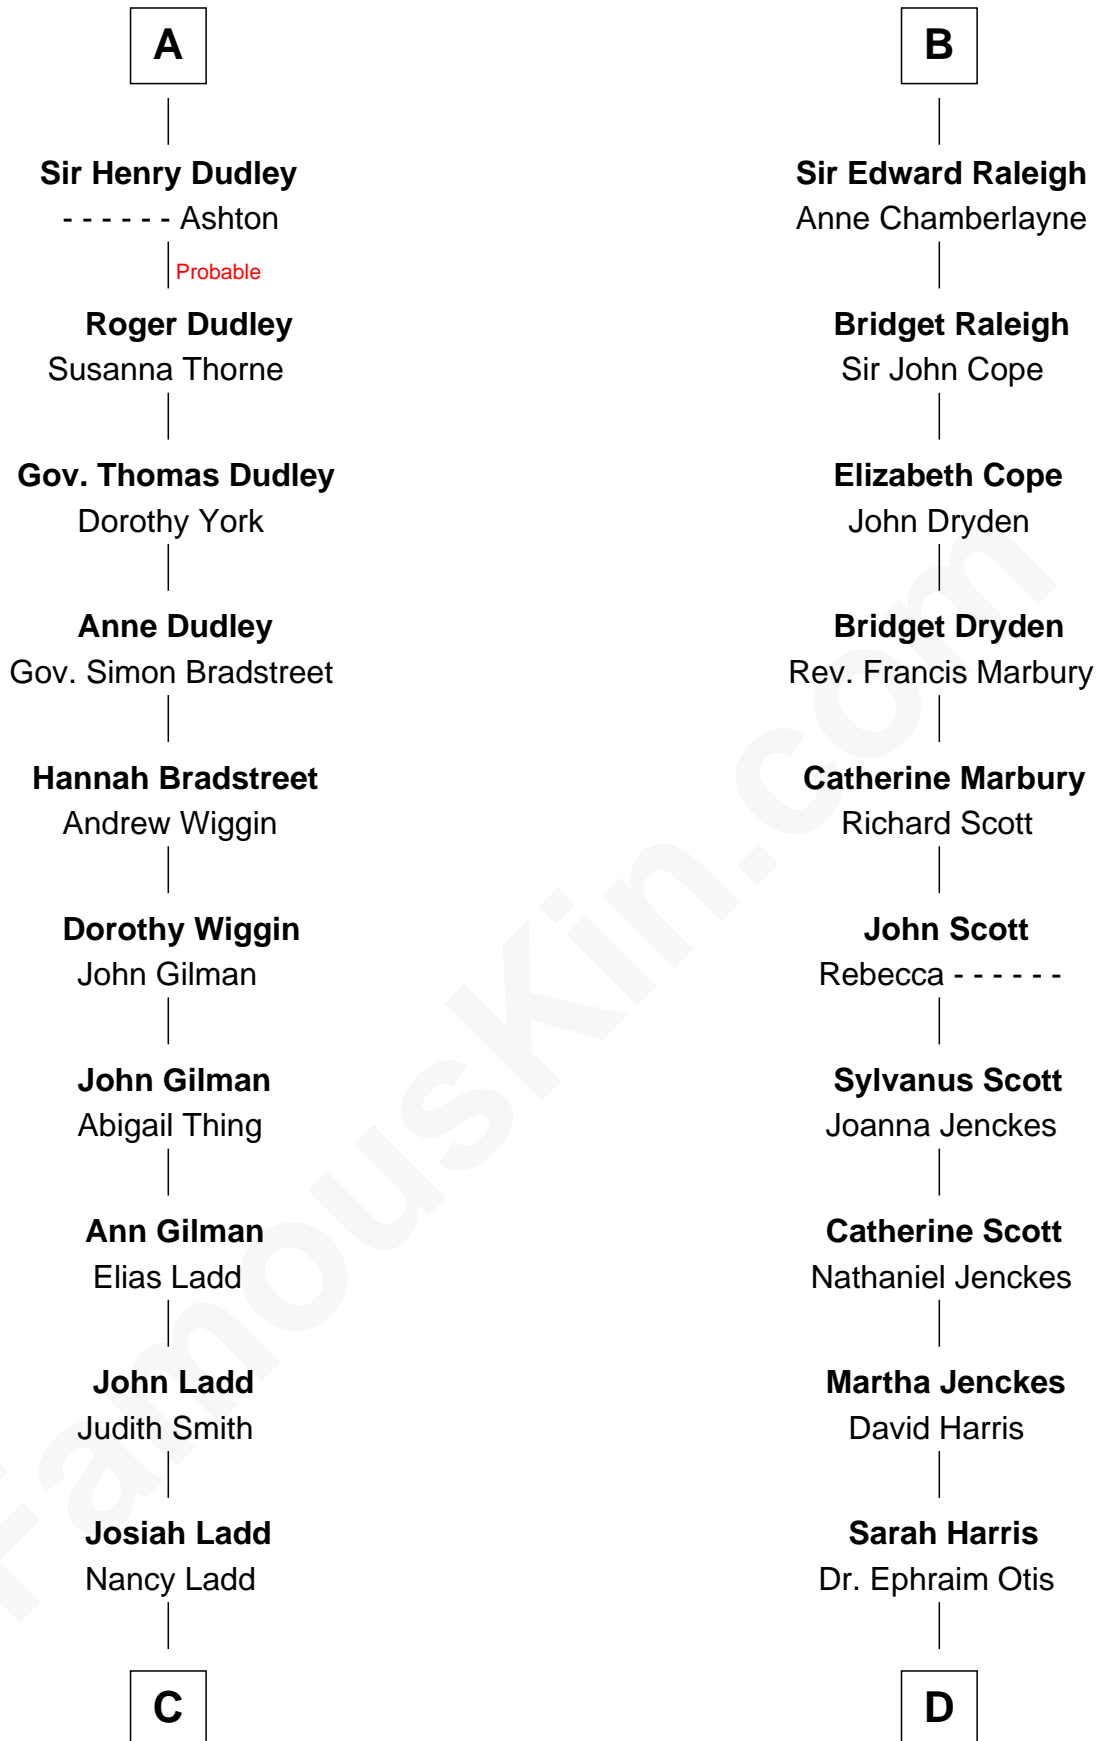 A
Sir Henry Dudley
- - - - - - Ashton
Probable
Roger Dudley
Susanna Thorne
Gov. Thomas Dudley
Dorothy York
Anne Dudley
Gov. Simon Bradstreet
Hannah Bradstreet
Andrew Wiggin
Dorothy Wiggin
John Gilman
John Gilman
Abigail Thing
Ann Gilman
Elias Ladd
John Ladd
Judith Smith
Josiah Ladd
Nancy Ladd
C
B
Sir Edward Raleigh
Anne Chamberlayne
Bridget Raleigh
Sir John Cope
Elizabeth Cope
John Dryden
Bridget Dryden
Rev. Francis Marbury
Catherine Marbury
Richard Scott
John Scott
Rebecca - - - - - -
Sylvanus Scott
Joanna Jenckes
Catherine Scott
Nathaniel Jenckes
Martha Jenckes
David Harris
Sarah Harris
Dr. Ephraim Otis
D
FamousKin.com